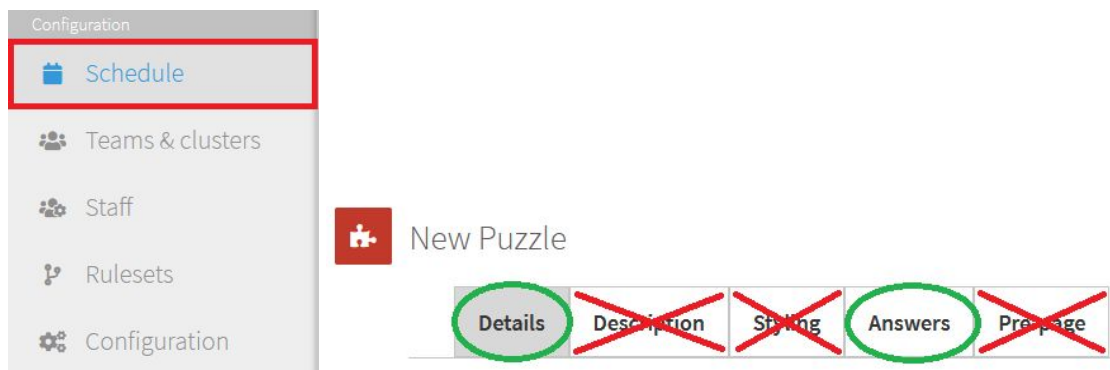 Configuration
Schedule
Teams & clusters
Staff
Rulesets
Configuration
New Puzzle
Details Description Styling Answers Pre-page